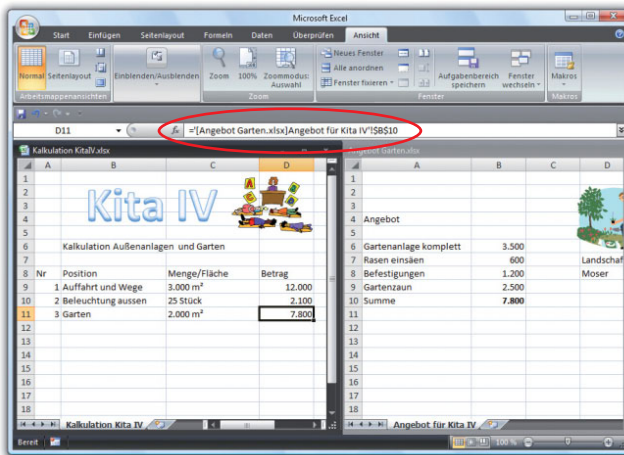 Microsoft Excel
Start Einfügen Seitenlayout Formeln Daten Überprüfen Ansicht
Normal Seitenlayout Einblenden/Ausblenden Zoom 100% Zoommodus: Auswahl Neues Fenster Alle anordnen Fenster fixieren Aufgabenbereich speichern Fenster wechseln Makros
Arbeitsmappenansichten Zoom Fenster Makros
D11 fx ='[Angebot Garten.xlsx]Angebot für Kita IV'!$B$10
Kalkulation KitaIV.xlsx
A B C D
1
2
3
4
5
6
7
8
9
10
11
12
13
14
15
16
17
18
Kita IV
Kalkulation Außenanlagen und Garten
Nr Position Menge/Fläche Betrag
1 Auffahrt und Wege 3.000 m² 12.000
2 Beleuchtung aussen 25 Stück 2.100
3 Garten 2.000 m² 7.800
Kalkulation Kita IV
Garten.xlsx
A B C D
1
2
3
4 Angebot
5
6 Gartenanlage komplett 3.500
7 Rasen einsäen 600 Landschaf
8 Befestigungen 1.200 Moser
9 Gartenzaun 2.500
10 Summe 7.800
11
12
13
14
15
16
17
18
Angebot für Kita IV
Bereit 100 %